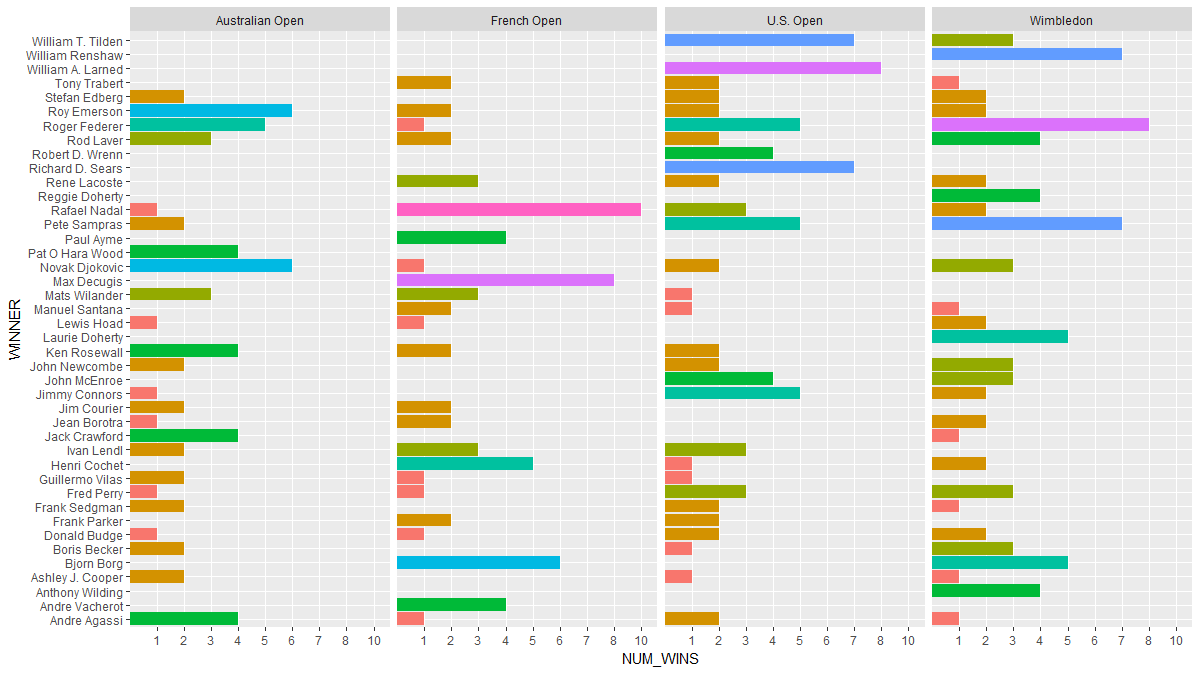 Australian Open French Open U.S. Open Wimbledon
William T. Tilden
William Renshaw
William A. Larned
Tony Trabert
Stefan Edberg
Roy Emerson
Roger Federer
Rod Laver
Robert D. Wrenn
Richard D. Sears
Rene Lacoste
Reggie Doherty
Rafael Nadal
Pete Sampras
Paul Ayme
Pat O Hara Wood
Novak Djokovic
Max Decugis
Mats Wilander
Manuel Santana
Lewis Hoad
Laurie Doherty
Ken Rosewall
John Newcombe
John McEnroe
Jimmy Connors
Jim Courier
Jean Borotra
Jack Crawford
Ivan Lendl
Henri Cochet
Guillermo Vilas
Fred Perry
Frank Sedgman
Frank Parker
Donald Budge
Boris Becker
Bjorn Borg
Ashley J. Cooper
Anthony Wilding
Andre Vacherot
Andre Agassi
WINNER
1 2 3 4 5 6 7 8 9 10 1 2 3 4 5 6 7 8 9 10 1 2 3 4 5 6 7 8 9 10 1 2 3 4 5 6 7 8 9 10
NUM_WINS